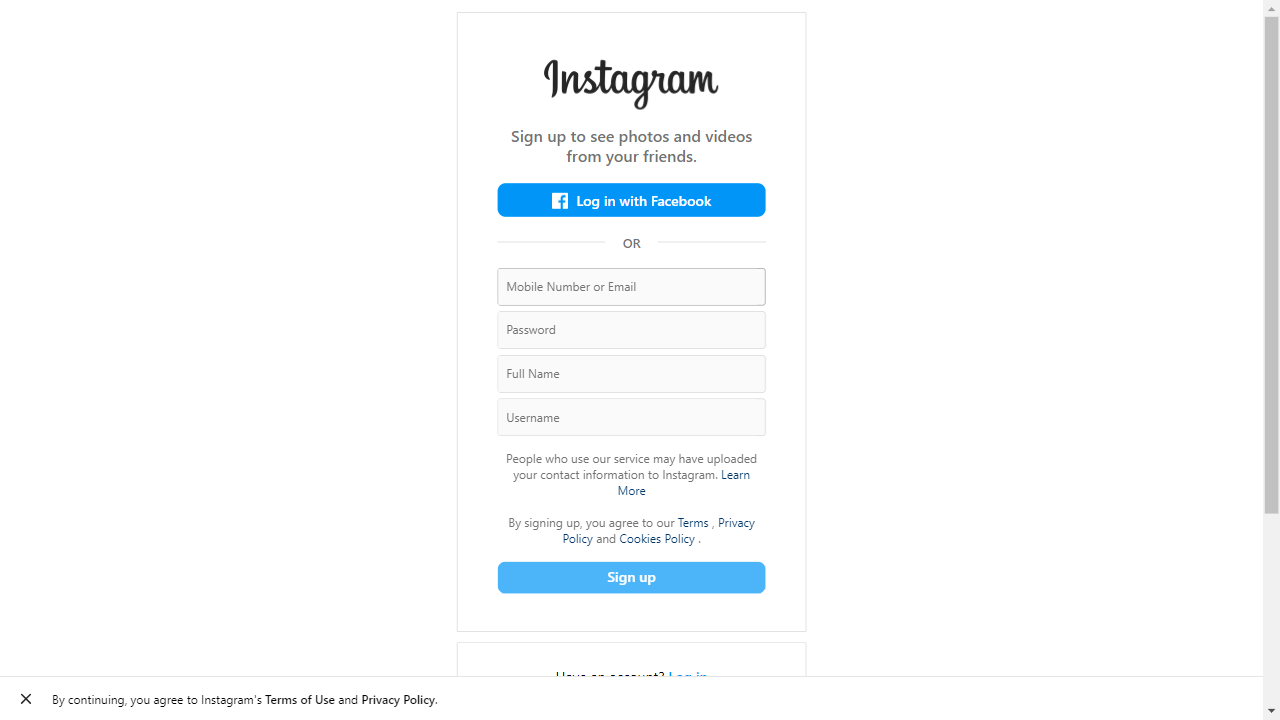 Instagram
Sign up to see photos and videos
from your friends.
Log in with Facebook
OR
Mobile Number or Email
Password
Full Name
Username
People who use our service may have uploaded
your contact information to Instagram. Learn
More
By signing up, you agree to our Terms , Privacy
Policy and Cookies Policy .
Sign up
Have an account? Log in
By continuing, you agree to Instagram's Terms of Use and Privacy Policy.